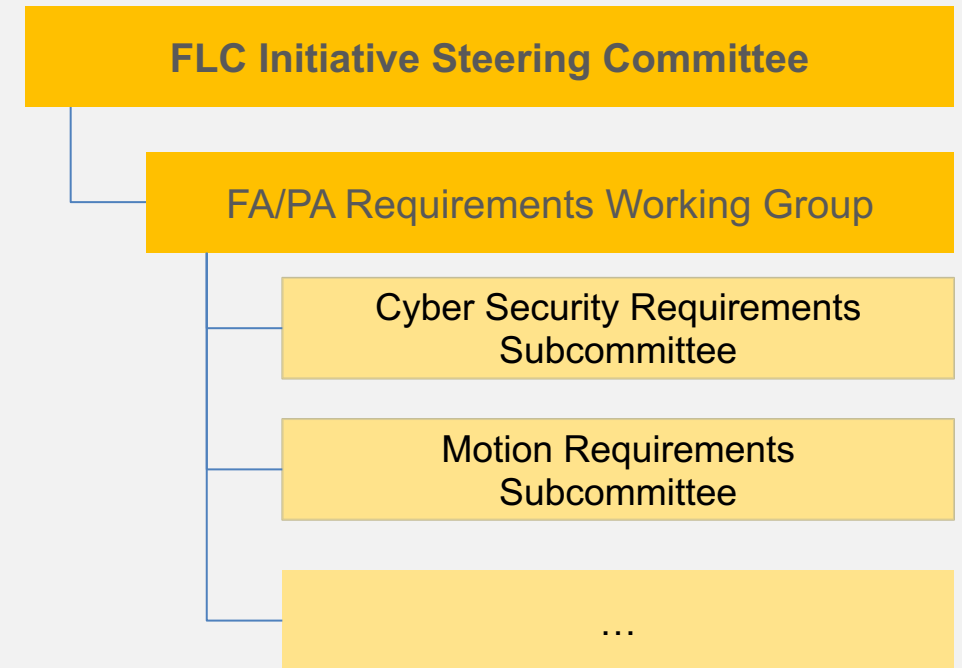 FLC Initiative Steering Committee
FA/PA Requirements Working Group
Cyber Security Requirements
Subcommittee
Motion Requirements
Subcommittee
…